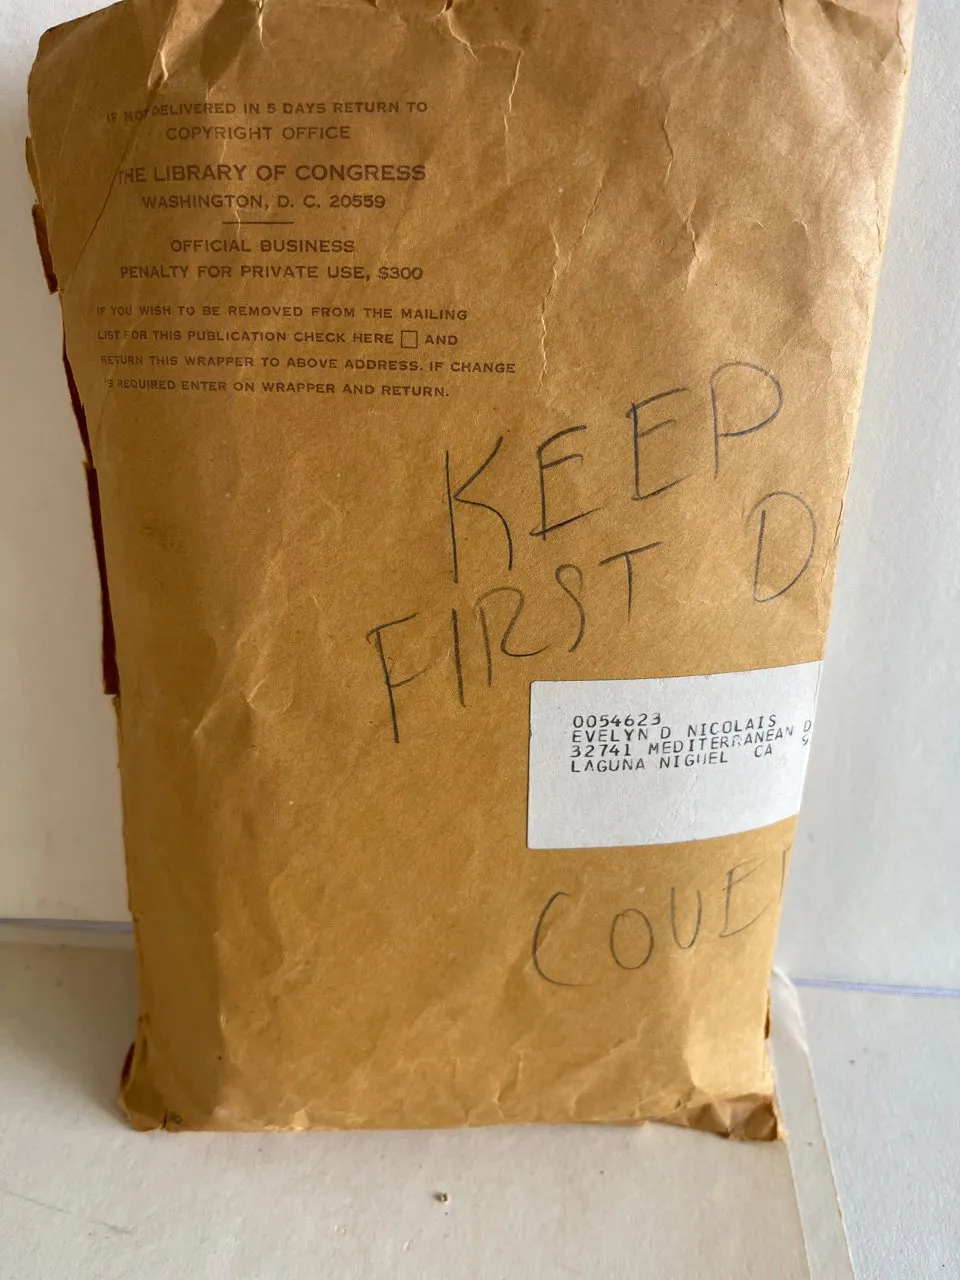 IF NOT DELIVERED IN 5 DAYS RETURN TO
COPYRIGHT OFFICE
THE LIBRARY OF CONGRESS
WASHINGTON, D. C. 20559
OFFICIAL BUSINESS
PENALTY FOR PRIVATE USE, $300
IF YOU WISH TO BE REMOVED FROM THE MAILING
LIST FOR THIS PUBLICATION CHECK HERE □ AND
RETURN THIS WRAPPER TO ABOVE ADDRESS. IF CHANGE
IS REQUIRED ENTER ON WRAPPER AND RETURN.
KEEP
FIRST D
0054623
EVELYN D NICOLAIS
32741 MEDITERRANEAN D
LAGUNA NIGUEL CA 9
COVE